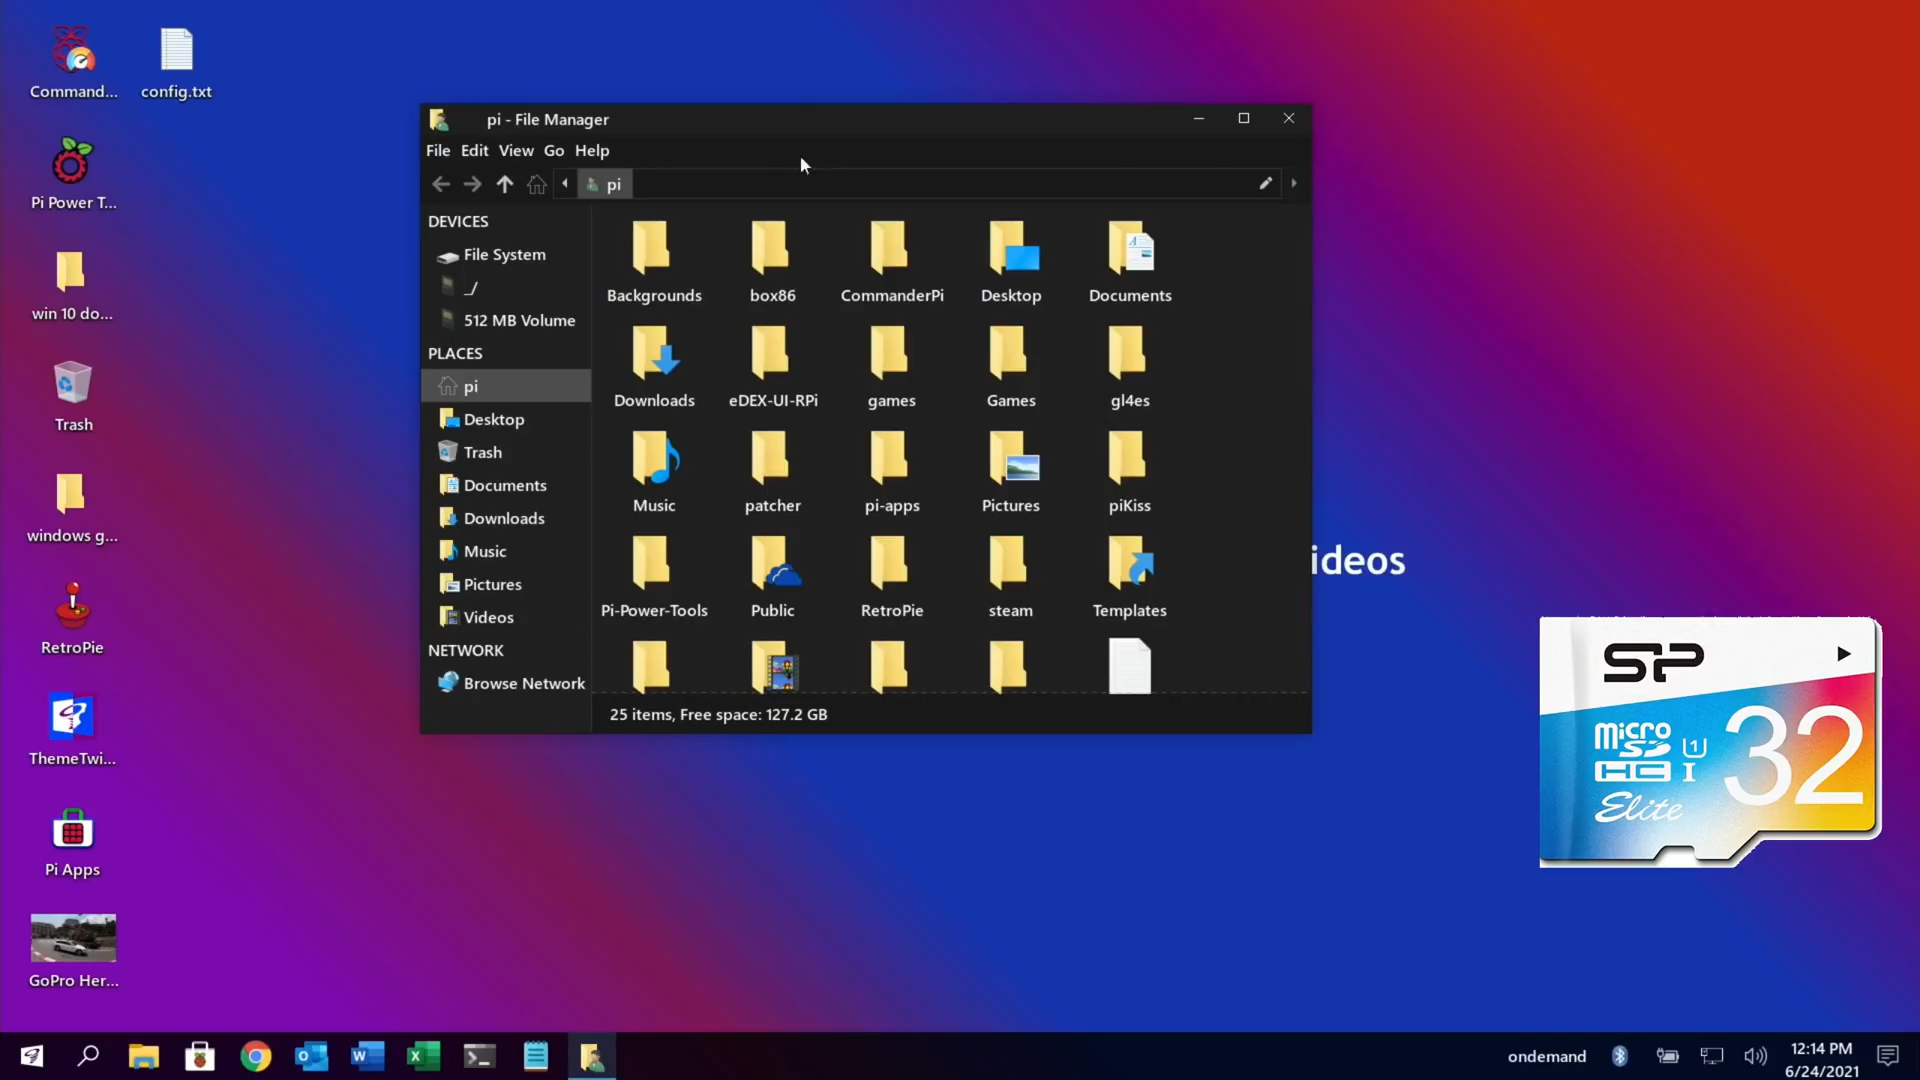 Command...
config.txt
Pi Power T...
win 10 do...
Trash
windows g...
RetroPie
ThemeTwi...
Pi Apps
GoPro Her...
pi - File Manager
File Edit View Go Help
pi
DEVICES
File System
_/
512 MB Volume
PLACES
pi
Desktop
Trash
Documents
Downloads
Music
Pictures
Videos
NETWORK
Browse Network
Backgrounds box86 CommanderPi Desktop Documents
Downloads eDEX-UI-RPi games Games gl4es
Music patcher pi-apps Pictures piKiss
Pi-Power-Tools Public RetroPie steam Templates
25 items, Free space: 127.2 GB
ideos
SP
micro
SD
HC I
U1
32
Elite
ondemand
12:14 PM
6/24/2021